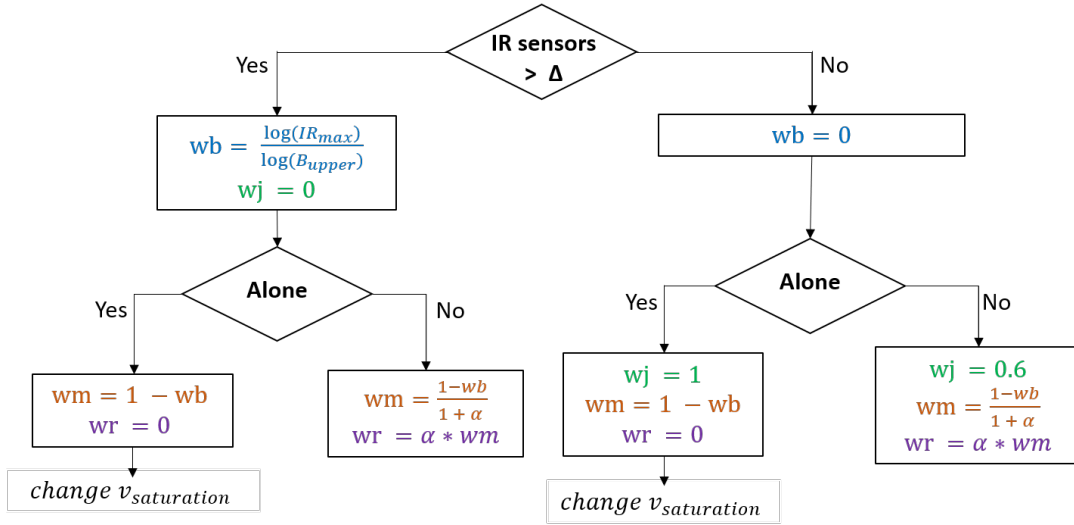 IR sensors
> Δ
Yes
No
wb = log(IR_max) / log(B_upper)
wj = 0
wb = 0
Alone
Yes
No
Alone
Yes
No
wm = 1 − wb
wr = 0
wm = 1−wb / 1 + α
wr = α * wm
wj = 1
wm = 1 − wb
wr = 0
wj = 0.6
wm = 1−wb / 1 + α
wr = α * wm
change v_saturation
change v_saturation